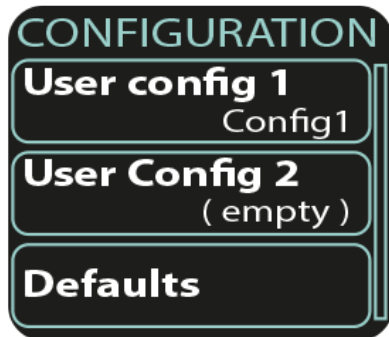 CONFIGURATION
User config 1
Config1
User Config 2
( empty )
Defaults